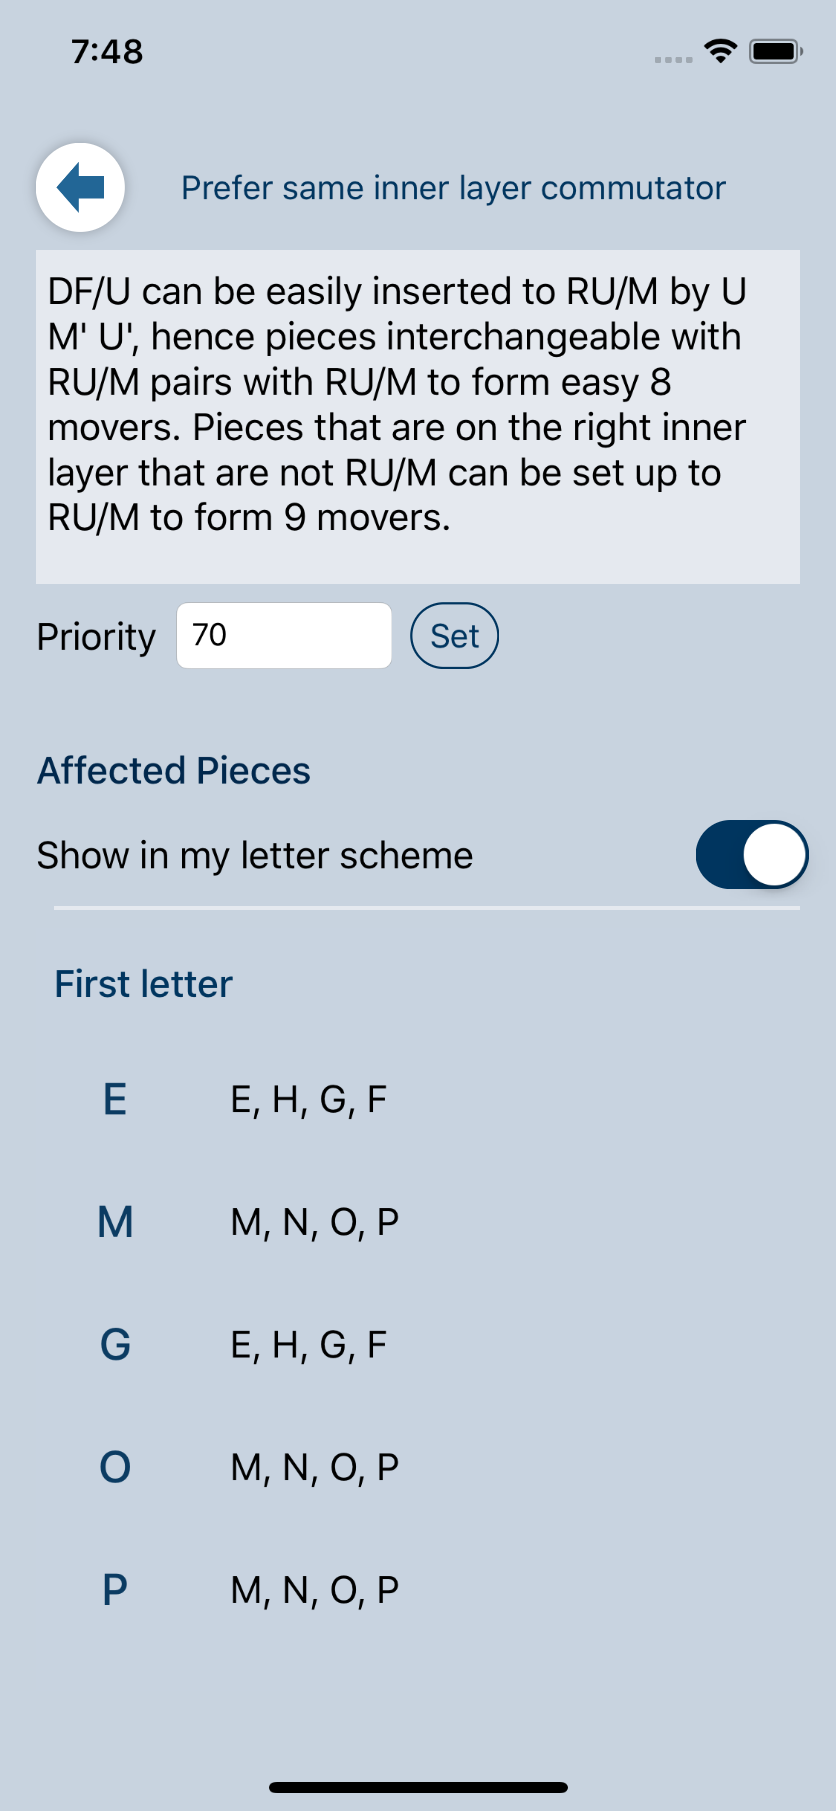 7:48
Prefer same inner layer commutator
DF/U can be easily inserted to RU/M by U
M' U', hence pieces interchangeable with
RU/M pairs with RU/M to form easy 8
movers. Pieces that are on the right inner
layer that are not RU/M can be set up to
RU/M to form 9 movers.
Priority 70 Set
Affected Pieces
Show in my letter scheme
First letter
E E, H, G, F
M M, N, O, P
G E, H, G, F
O M, N, O, P
P M, N, O, P